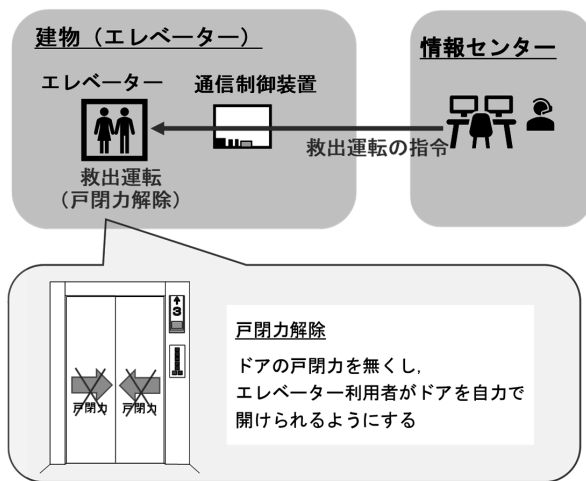 建物（エレベーター）
情報センター
エレベーター
通信制御装置
救出運転の指令
救出運転
（戸閉力解除）
3
戸閉力
戸閉力
戸閉力解除
ドアの戸閉力を無くし,
エレベーター利用者がドアを自力で
開けられるようにする